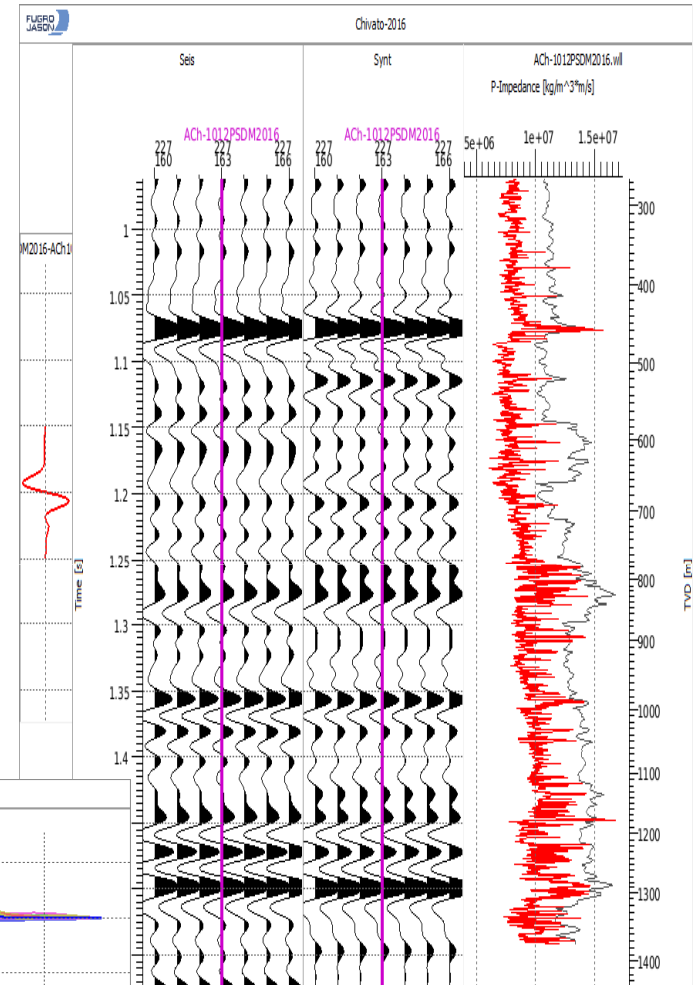 FUGRO
JASON
Chivato-2016
Seis
Synt
ACh-1012PSDM2016.wll
P-Impedance [kg/m^3*m/s]
ACh-1012PSDM2016
ACh-1012PSDM2016
227 227 227
160 163 166
227 227 227
160 163 166
5e+06 1e+07 1.5e+07
M2016-ACh1
Time [s]
1
1.05
1.1
1.15
1.2
1.25
1.3
1.35
1.4
300
400
500
600
700
800
900
1000
1100
1200
1300
1400
TVD [m]